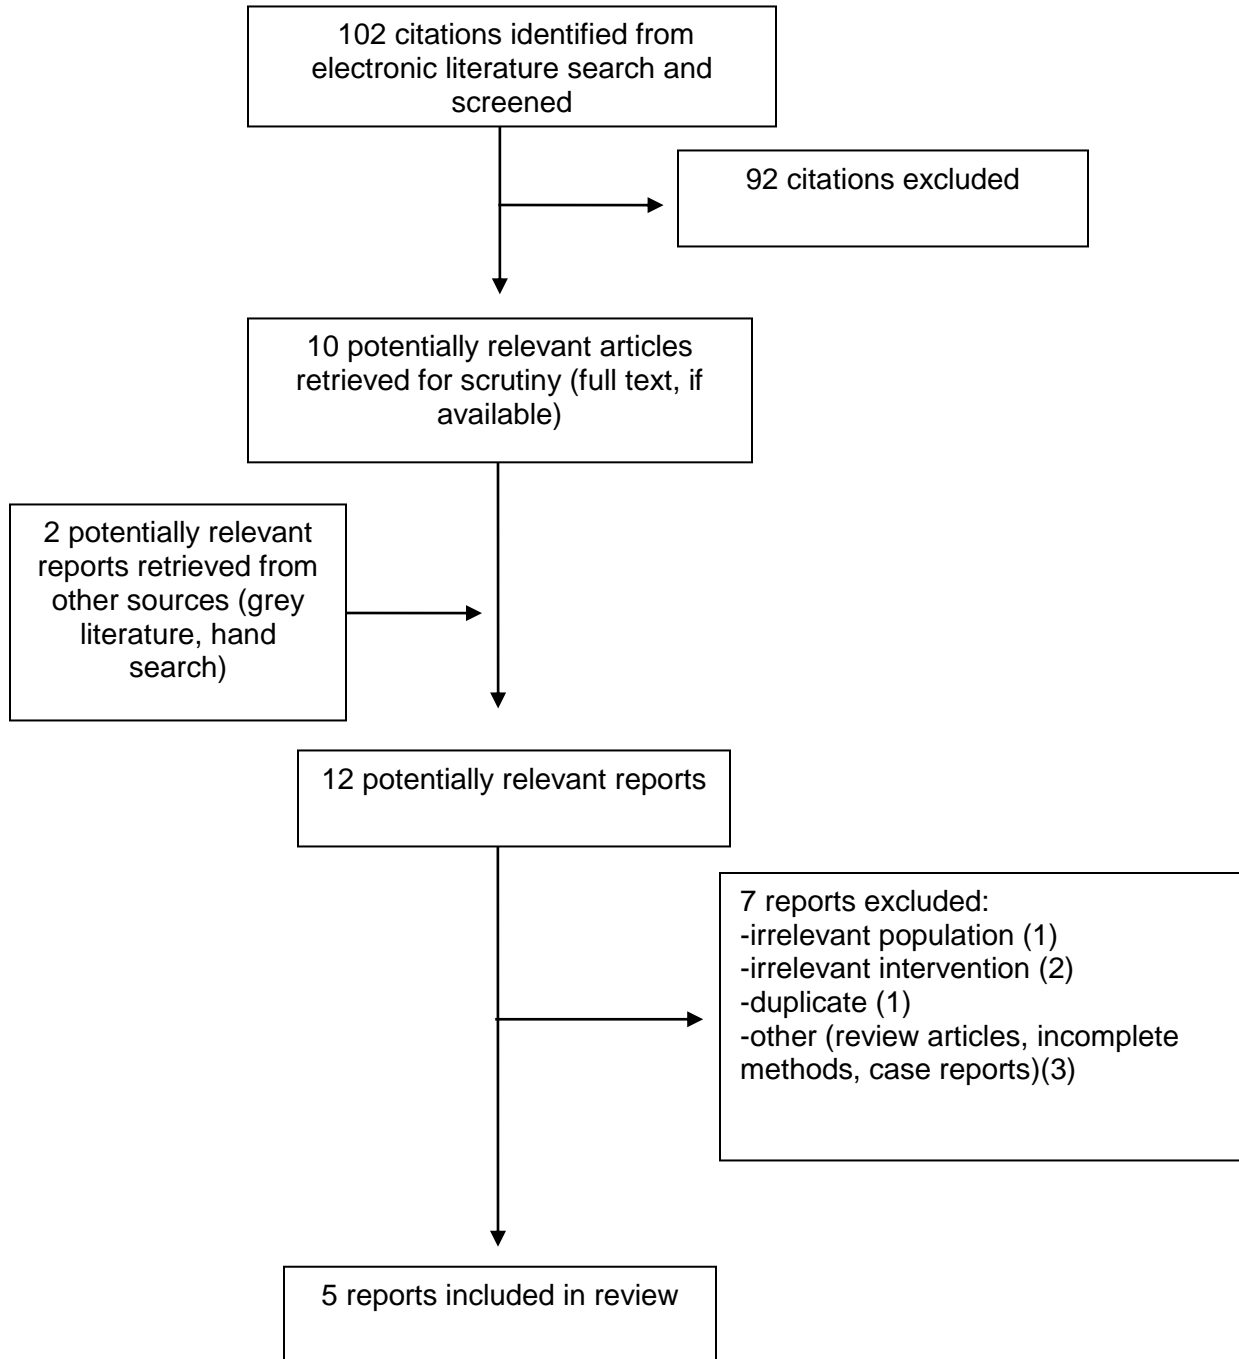 102 citations identified from
electronic literature search and
screened
92 citations excluded
10 potentially relevant articles
retrieved for scrutiny (full text, if
available)
2 potentially relevant
reports retrieved from
other sources (grey
literature, hand
search)
12 potentially relevant reports
7 reports excluded:
-irrelevant population (1)
-irrelevant intervention (2)
-duplicate (1)
-other (review articles, incomplete
methods, case reports)(3)
5 reports included in review